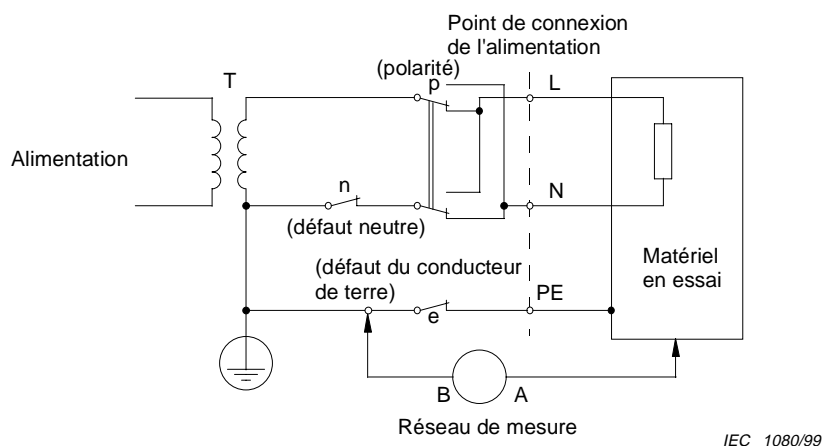 Point de connexion
de l'alimentation
(polarité)
T
p
L
Alimentation
n
N
(défaut neutre)
Matériel
en essai
(défaut du conducteur
de terre)
PE
e
B
A
Réseau de mesure
IEC 1080/99